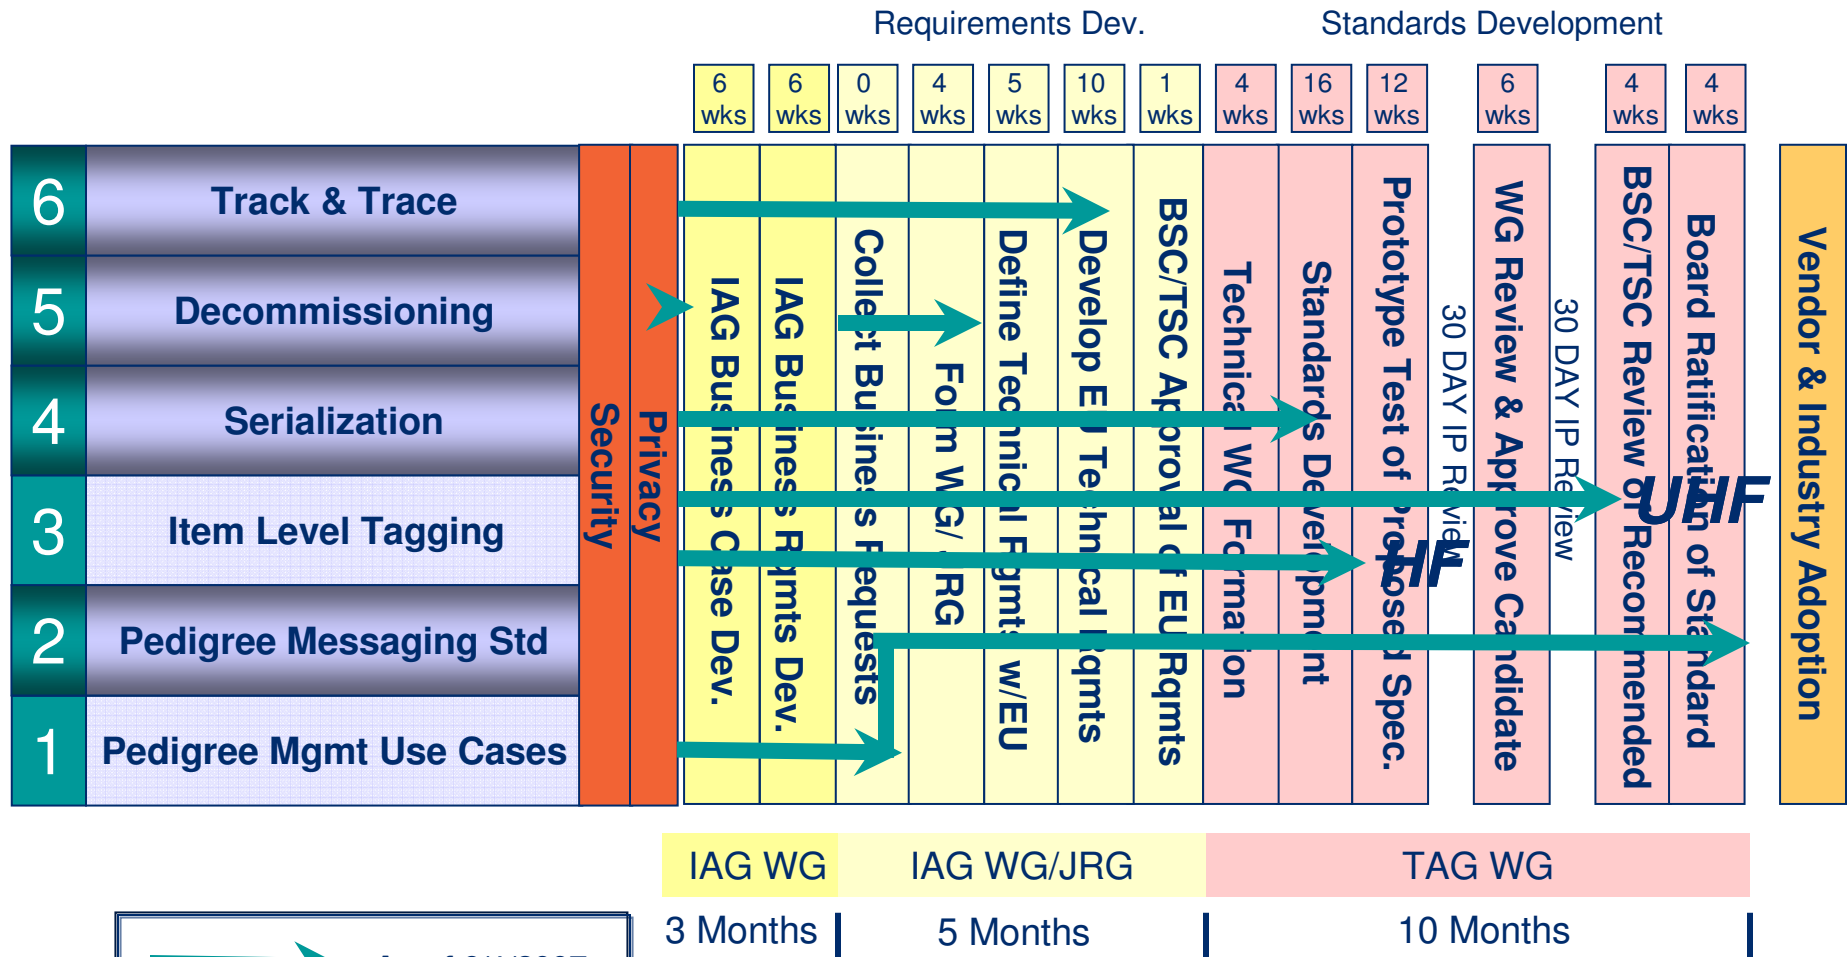 Requirements Dev.
Standards Development
6 wks
6 wks
0 wks
4 wks
5 wks
10 wks
1 wks
4 wks
16 wks
12 wks
6 wks
4 wks
4 wks
6 Track & Trace
5 Decommissioning
4 Serialization
3 Item Level Tagging
2 Pedigree Messaging Std
1 Pedigree Mgmt Use Cases
Security
Privacy
IAG Business Case Dev.
IAG Business Rqmts Dev.
Collect Business Requests
Form WG/ JRG
Define Technical Rqmts w/EU
Develop EU Technical Rqmts
BSC/TSC Approval of EU Rqmts
Technical WG Formation
Standards Development
Prototype Test of Proposed Spec.
30 DAY IP Review
WG Review & Approve Candidate
30 DAY IP Review
BSC/TSC Review of Recommended
Board Ratification of Standard
Vendor & Industry Adoption
UHF
HF
IAG WG
IAG WG/JRG
TAG WG
3 Months
5 Months
10 Months